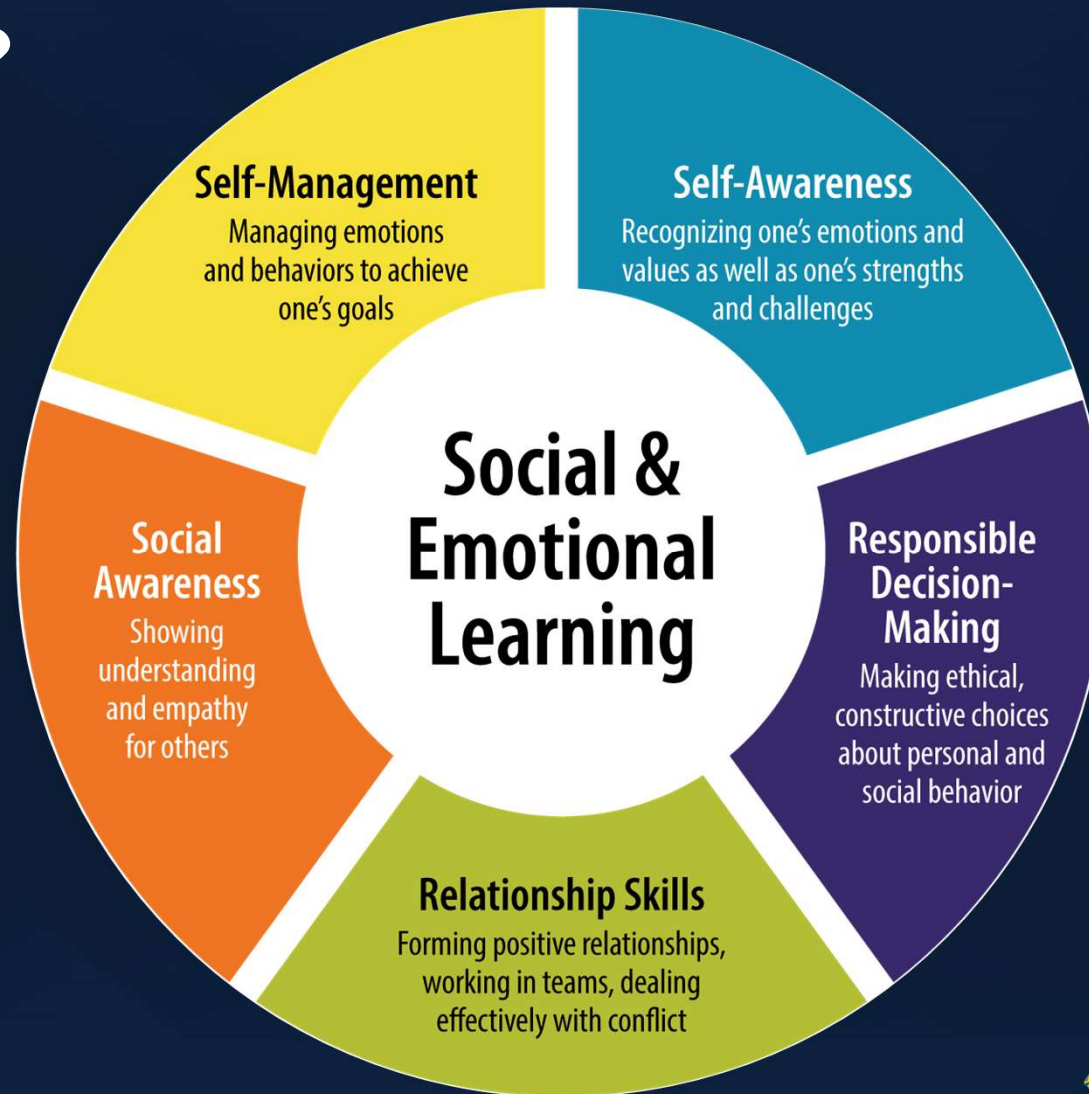 Self-Management
Managing emotions
and behaviors to achieve
one's goals
Self-Awareness
Recognizing one's emotions and
values as well as one's strengths
and challenges
Social &
Emotional
Learning
Social
Awareness
Showing
understanding
and empathy
for others
Responsible
Decision-
Making
Making ethical,
constructive choices
about personal and
social behavior
Relationship Skills
Forming positive relationships,
working in teams, dealing
effectively with conflict